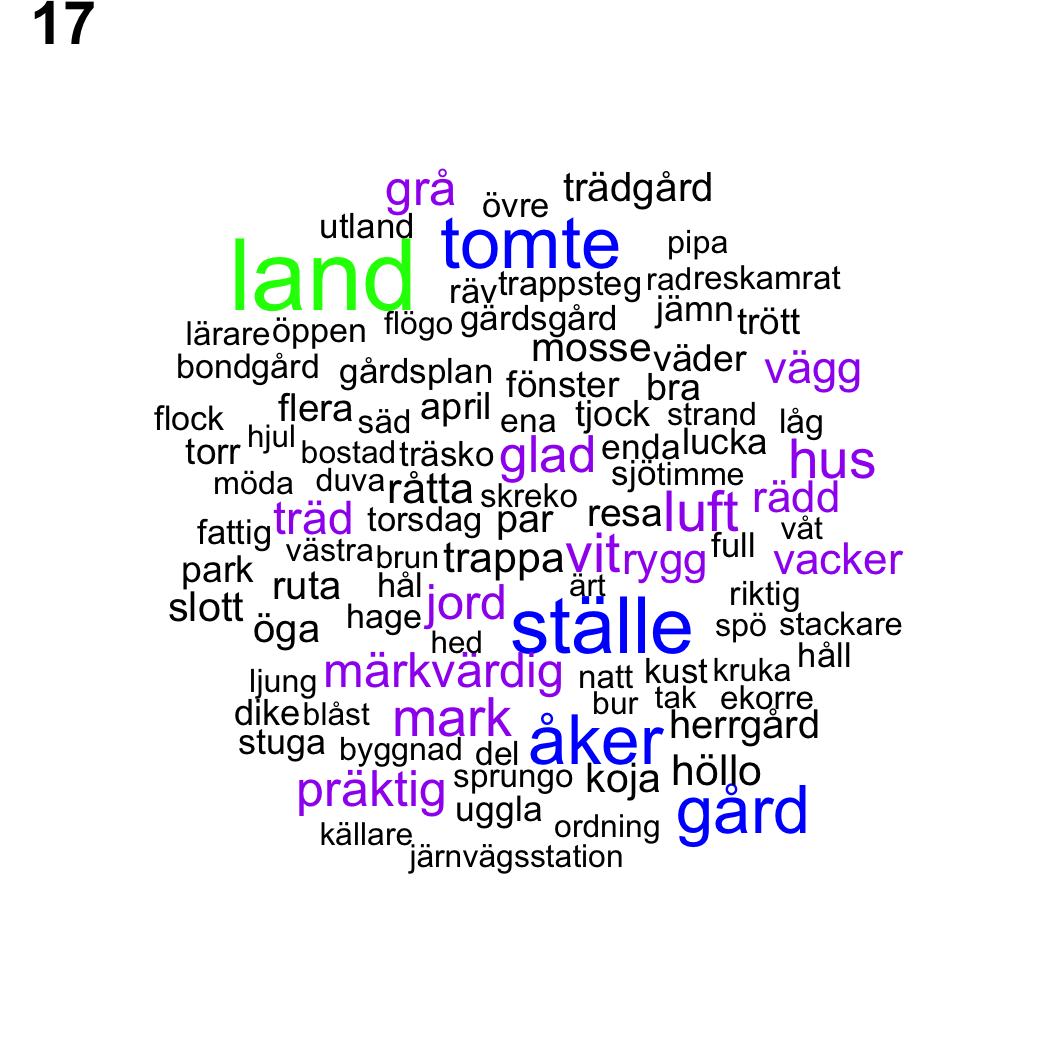 17
grå övre trädgård
utland tomte pipa
land räv trappsteg rad reskamrat
lärare öppen flögo gärdsgård jämn trött
bondgård gårdsplan mosse väder vägg
fönster bra
flock flera säd april ena tjock strand låg
torr hjul bostad träsko glad enda lucka hus
möda duva råtta skreko sjö timme rädd
fattig träd torsdag par resa luft våt
västra brun trappa vit rygg full vacker
park ruta hål ärt riktig
slott öga hage jord ställe spö stackare
hed
ljung märkvärdig natt kust kruka håll
dike blåst mark bur tak ekorre
stuga byggnad del åker herrgård
präktig sprungo koja höllo
uggla gård
källare ordning
järnvägsstation